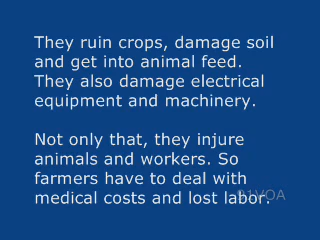 They ruin crops, damage soil
and get into animal feed.
They also damage electrical
equipment and machinery.
Not only that, they injure
animals and workers. So
farmers have to deal with
medical costs and lost labor.
51VOA